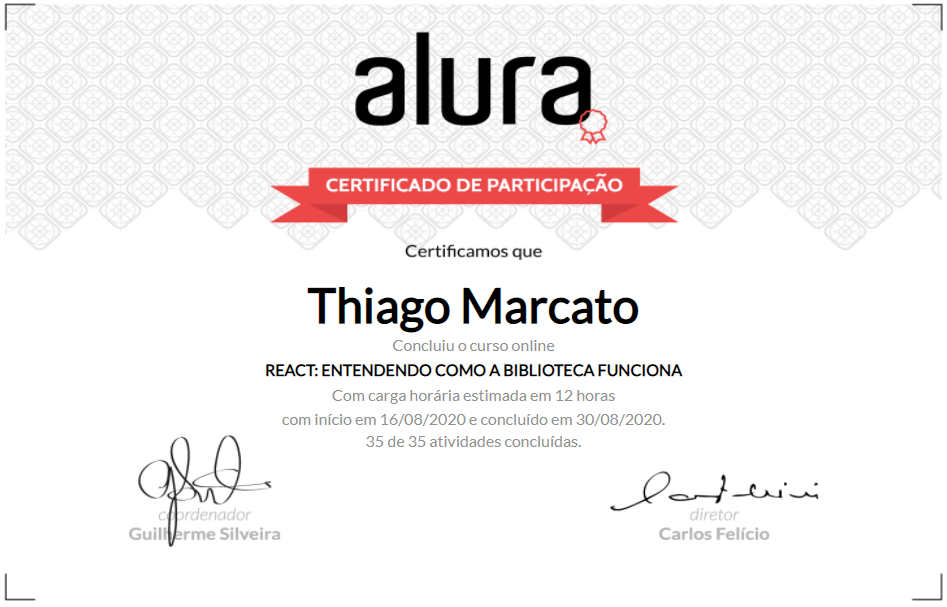 alura
CERTIFICADO DE PARTICIPAÇÃO
Certificamos que
Thiago Marcato
Concluiu o curso online
REACT: ENTENDENDO COMO A BIBLIOTECA FUNCIONA
Com carga horária estimada em 12 horas
com início em 16/08/2020 e concluído em 30/08/2020.
35 de 35 atividades concluídas.
coordenador
Guilherme Silveira
diretor
Carlos Felício